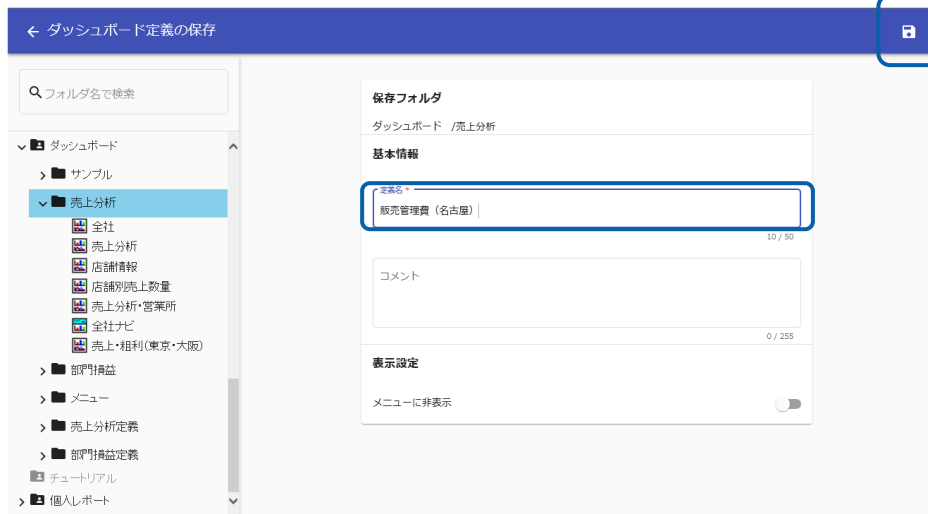 ダッシュボード定義の保存
フォルダ名で検索
ダッシュボード
サンプル
売上分析
全社
売上分析
店舗情報
店舗別売上数量
売上分析・営業所
全社ナビ
売上・粗利(東京・大阪)
部門損益
メニュー
売上分析定義
部門損益定義
チュートリアル
個人レポート
保存フォルダ
ダッシュボード /売上分析
基本情報
定義名 *
販売管理費（名古屋）
10 / 50
コメント
0 / 255
表示設定
メニューに非表示